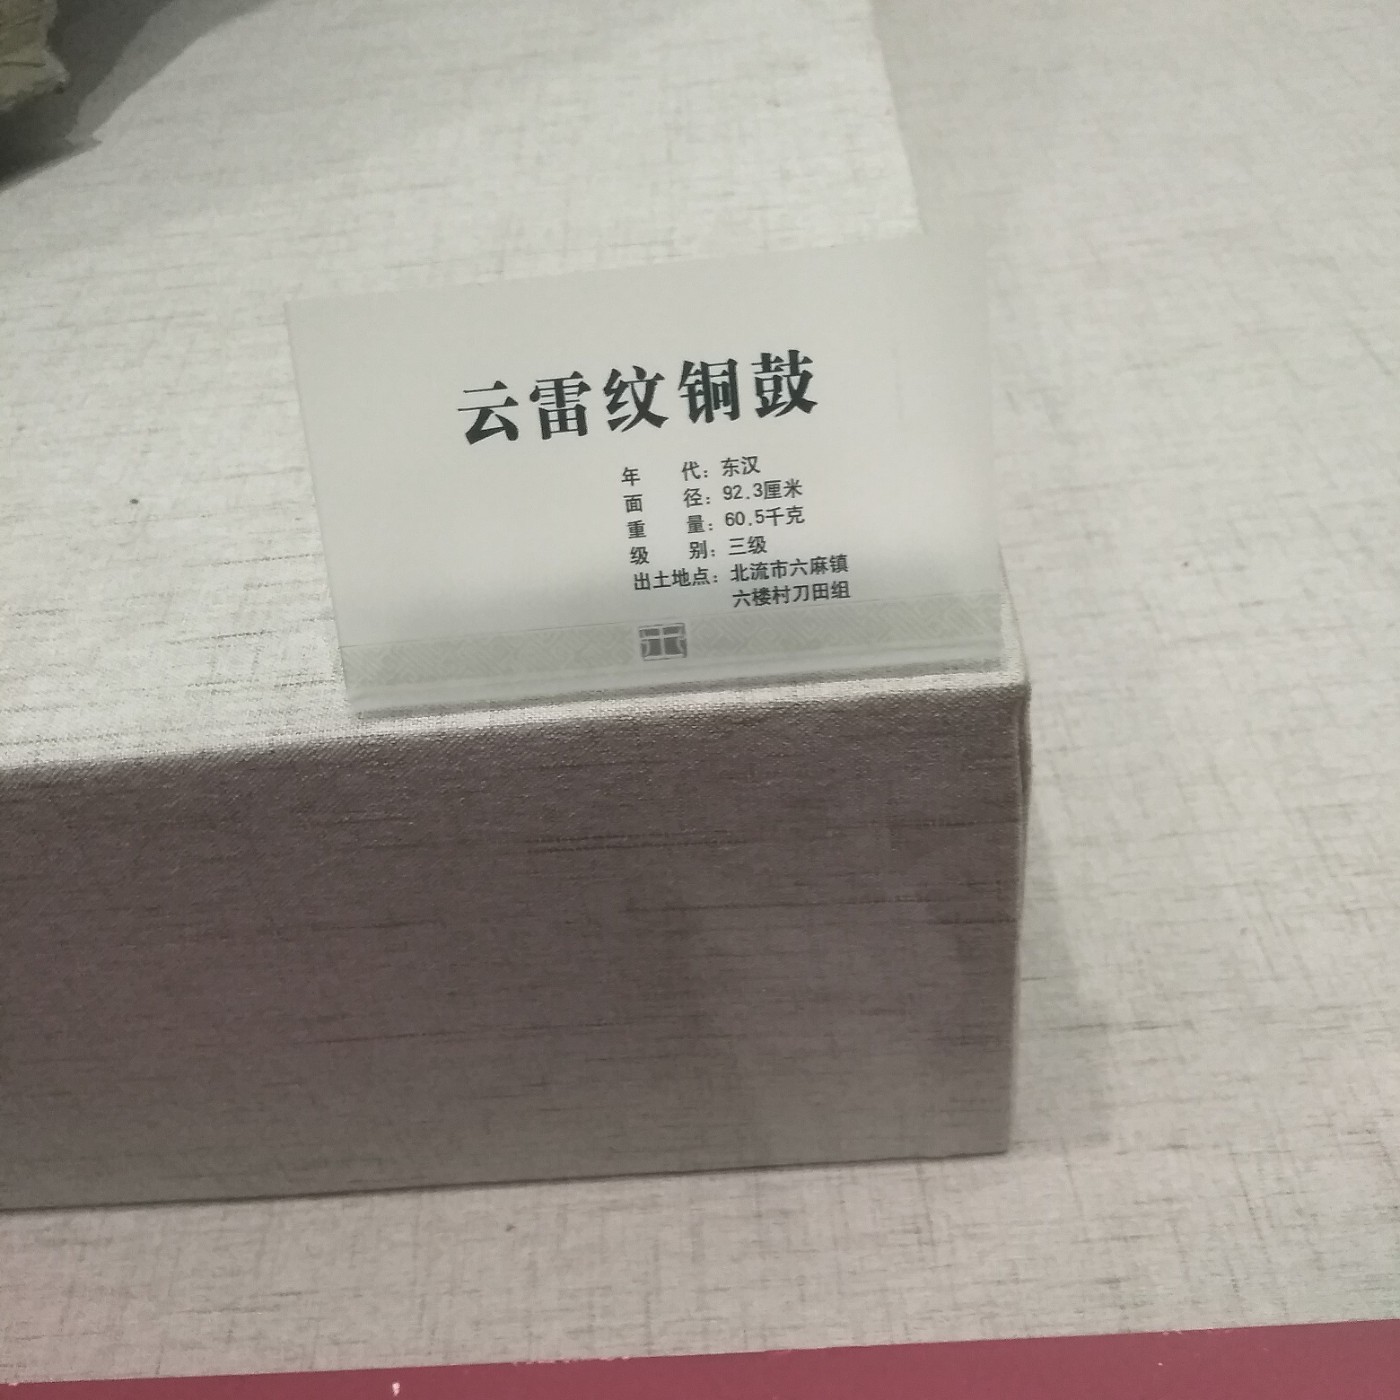 云雷纹铜鼓
年 代：东汉
面 径：92.3厘米
重 量：60.5千克
级 别：三级
出土地点：北流市六麻镇
六楼村刀田组